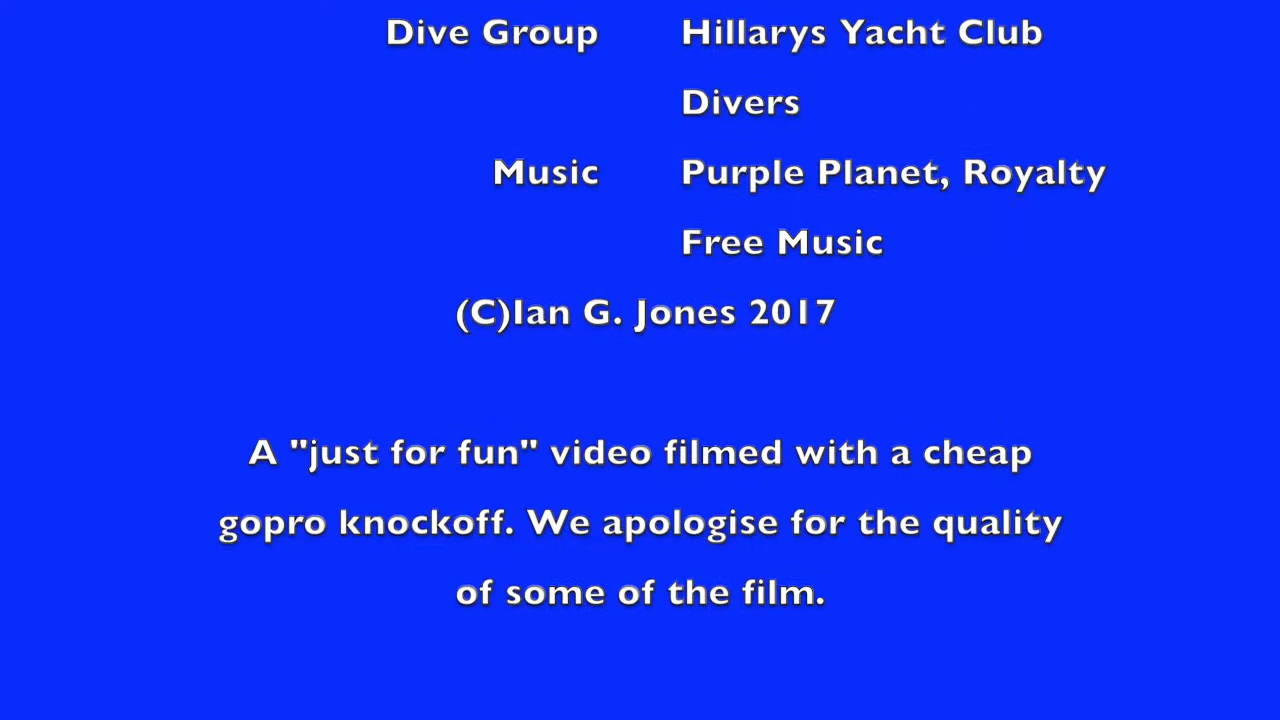 Dive Group Hillarys Yacht Club
Divers
Music Purple Planet, Royalty
Free Music
(C)Ian G. Jones 2017
A "just for fun" video filmed with a cheap
gopro knockoff. We apologise for the quality
of some of the film.